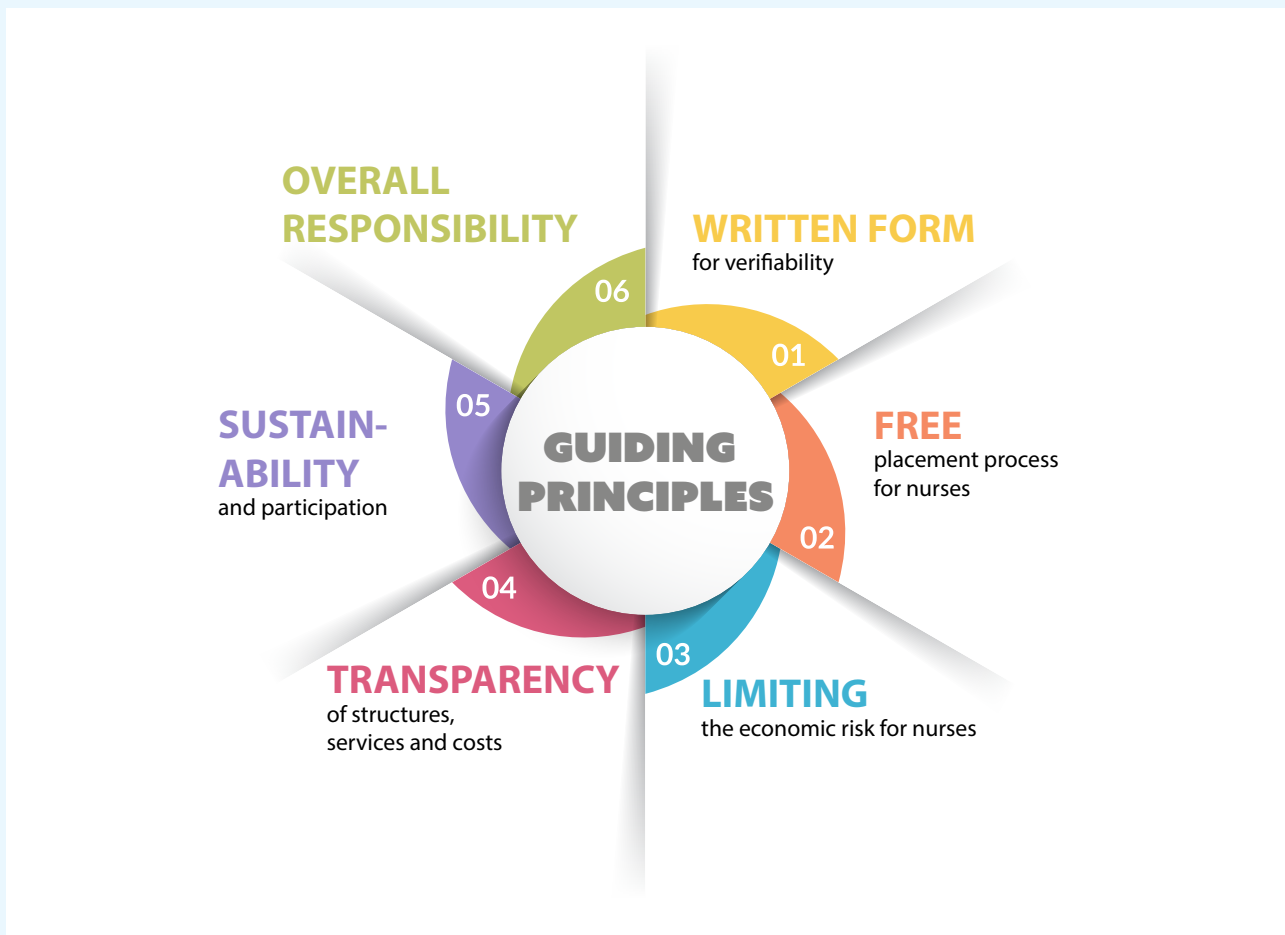 GUIDING
PRINCIPLES
01
WRITTEN FORM
for verifiability
02
FREE
placement process
for nurses
03
LIMITING
the economic risk for nurses
04
TRANSPARENCY
of structures,
services and costs
05
SUSTAIN-
ABILITY
and participation
06
OVERALL
RESPONSIBILITY